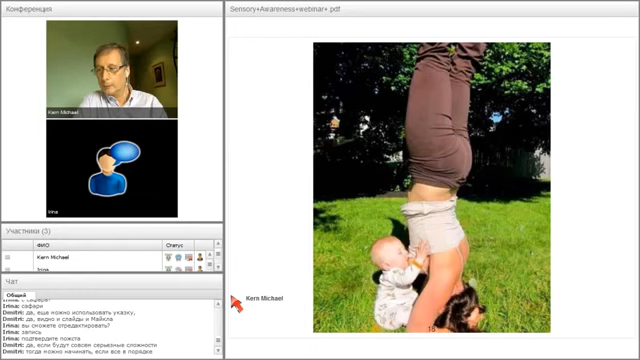 Конференция
Kern Michael
Irina
Участники (3)
ФИО
Статус
Kern Michael
Irina
Чат
Общий
Irina: сафари
Dmitri: да, еще можно использовать указку,
Dmitri: да, видно и слайды и Майкла
Irina: вы сможете отредактировать?
Irina: запись
Dmitri: подтвердите пожста
Dmitri: да, если будут совсем серьезные сложности
Dmitri: тогда можно начинать, если все в порядке
Sensory+Awareness+webinar+.pdf
Kern Michael